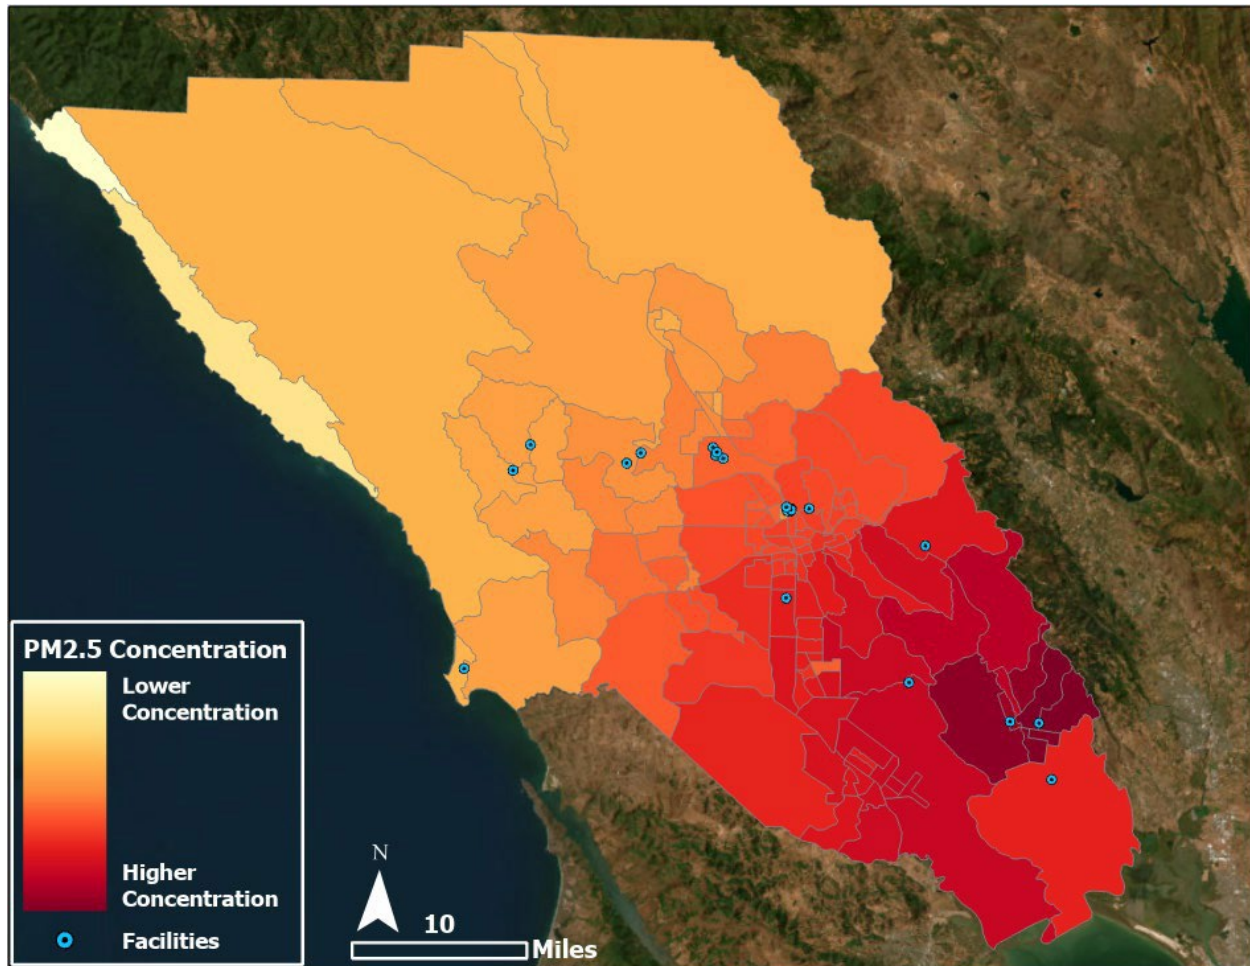 PM2.5 Concentration
Lower
Concentration
Higher
Concentration
Facilities
N
10
Miles